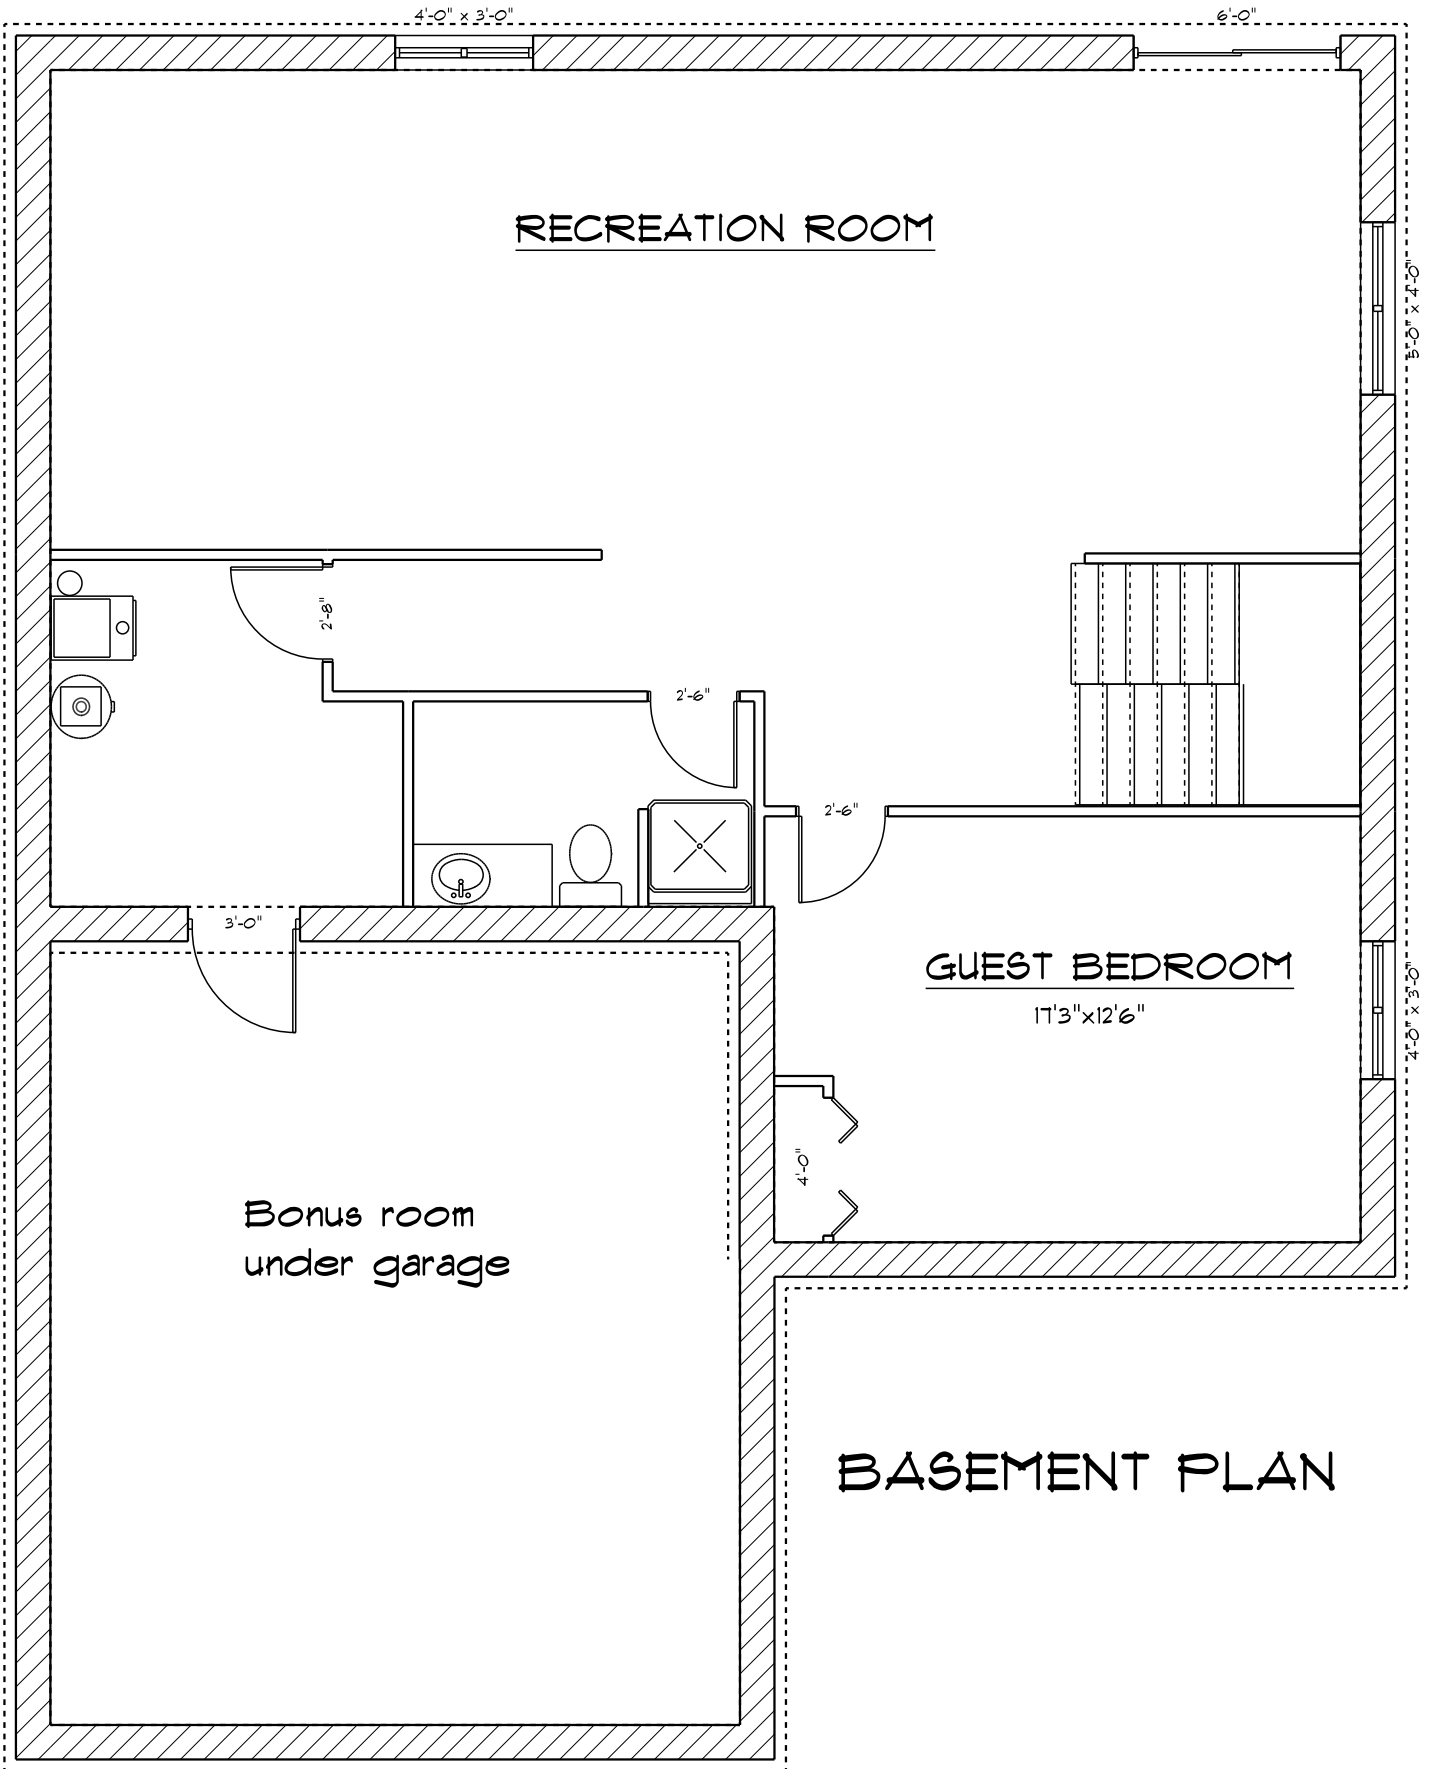 4'-0" x 3'-0"
6'-0"
RECREATION ROOM
5'-0" x 4'-0"
2'-8"
2'-6"
2'-6"
3'-0"
GUEST BEDROOM
17'3"x12'6"
4'-0" x 3'-0"
4'-0"
Bonus room
under garage
BASEMENT PLAN